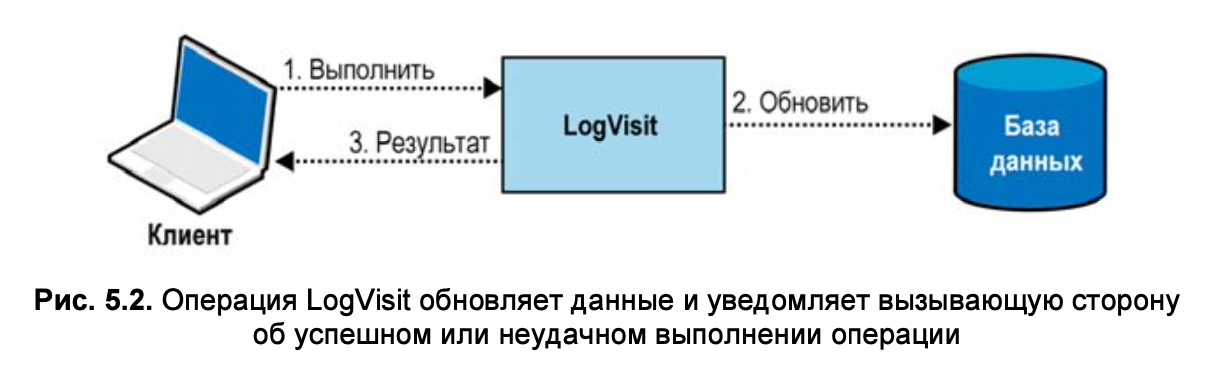 1. Выполнить
LogVisit
2. Обновить
3. Результат
База
данных
Клиент
Рис. 5.2. Операция LogVisit обновляет данные и уведомляет вызывающую сторону
об успешном или неудачном выполнении операции